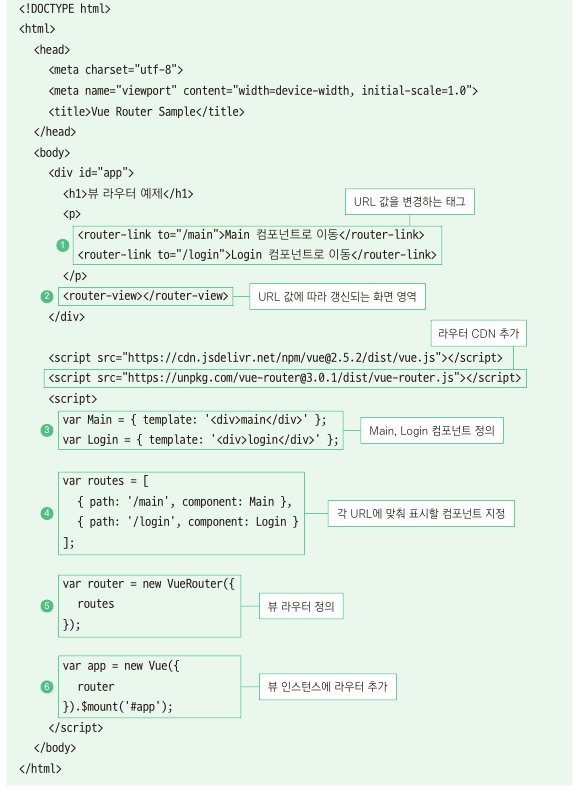 <!DOCTYPE html>
<html>
<head>
<meta charset="utf-8">
<meta name="viewport" content="width=device-width, initial-scale=1.0">
<title>Vue Router Sample</title>
</head>
<body>
<div id="app">
<h1>뷰 라우터 예제</h1>
<p>
URL 값을 변경하는 태그
1
<router-link to="/main">Main 컴포넌트로 이동</router-link>
<router-link to="/login">Login 컴포넌트로 이동</router-link>
</p>
2 <router-view></router-view> URL 값에 따라 갱신되는 화면 영역
</div>
라우터 CDN 추가
<script src="https://cdn.jsdelivr.net/npm/vue@2.5.2/dist/vue.js"></script>
<script src="https://unpkg.com/vue-router@3.0.1/dist/vue-router.js"></script>
<script>
3
var Main = { template: '<div>main</div>' };
var Login = { template: '<div>login</div>' };
Main, Login 컴포넌트 정의
var routes = [
{ path: '/main', component: Main },
4 { path: '/login', component: Login } 각 URL에 맞춰 표시할 컴포넌트 지정
];
var router = new VueRouter({
5 routes 뷰 라우터 정의
});
var app = new Vue({
6 router 뷰 인스턴스에 라우터 추가
}).$mount('#app');
</script>
</body>
</html>